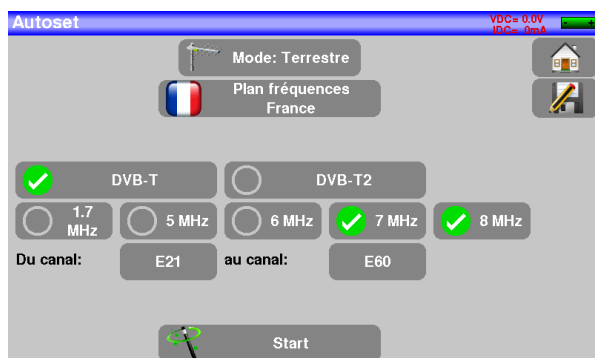 Autoset
VDC= 0.0V
IDC= 0mA
Mode: Terrestre
Plan fréquences
France
DVB-T
DVB-T2
1.7
MHz
5 MHz
6 MHz
7 MHz
8 MHz
Du canal:
E21
au canal:
E60
Start